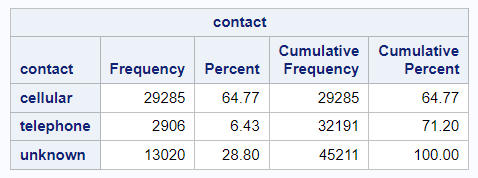 contact
contact Frequency Percent Cumulative Frequency Cumulative Percent
cellular 29285 64.77 29285 64.77
telephone 2906 6.43 32191 71.20
unknown 13020 28.80 45211 100.00